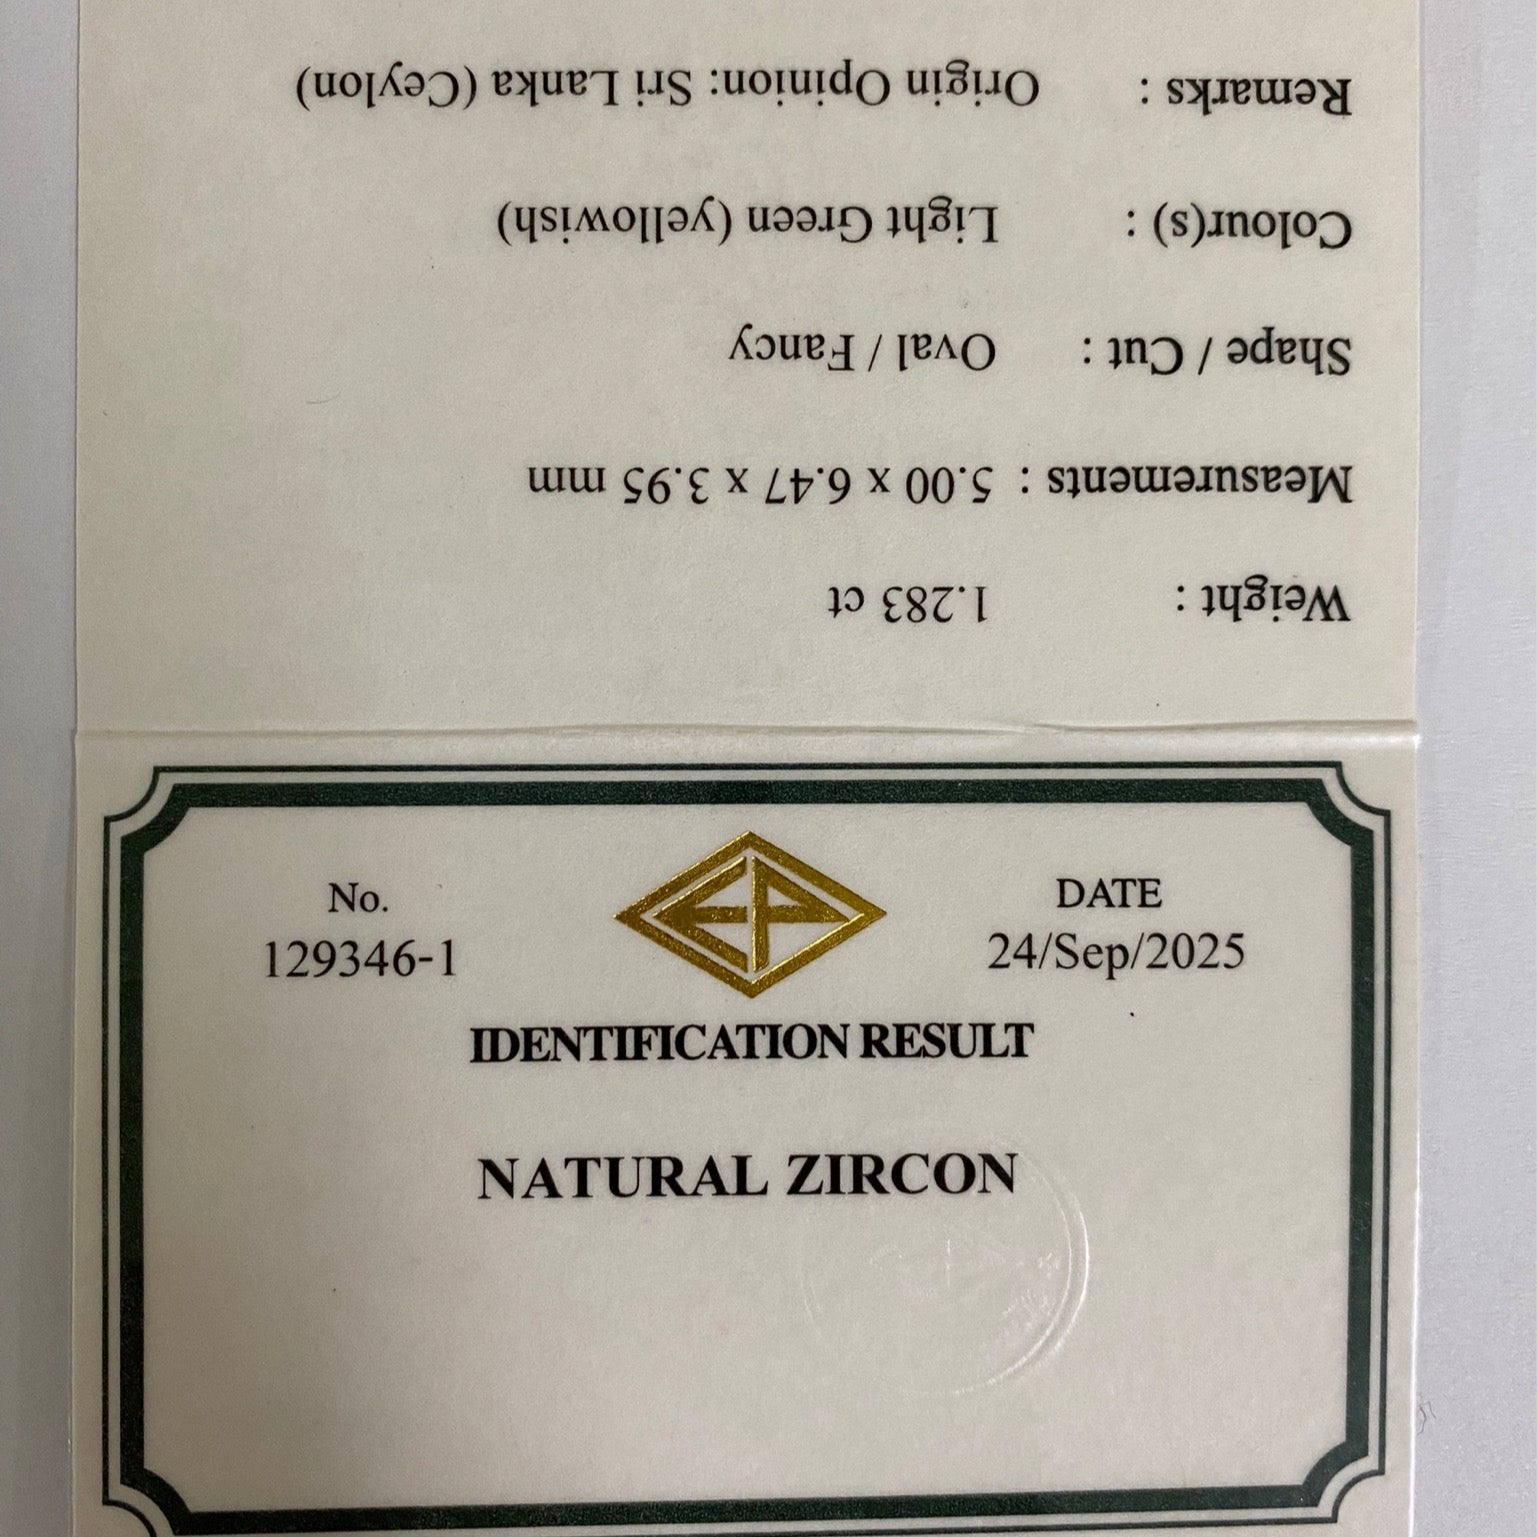 Weight : 1.283 ct
Measurements : 5.00 x 6.47 x 3.95 mm
Shape / Cut : Oval / Fancy
Colour(s) : Light Green (yellowish)
Remarks : Origin Opinion: Sri Lanka (Ceylon)
No.
129346-1
EP
DATE
24/Sep/2025
IDENTIFICATION RESULT
NATURAL ZIRCON